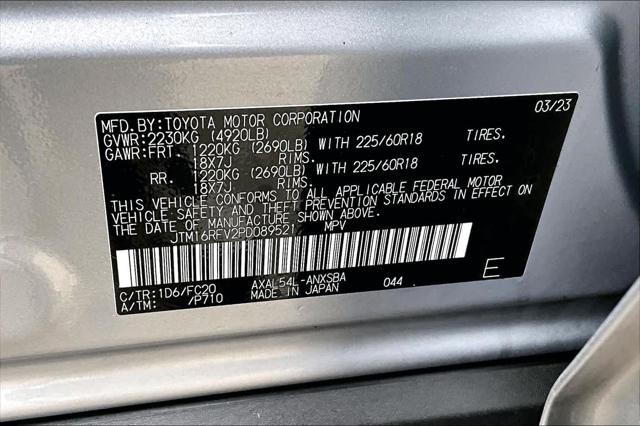 MFD.BY:TOYOTA MOTOR CORPORATION 03/23
GVWR:2230KG (4920LB)
GAWR:FRT. 1220KG (2690LB) WITH 225/60R18 TIRES.
18X7J RIMS.
RR. 1220KG (2690LB) WITH 225/60R18 TIRES.
18X7J RIMS.
THIS VEHICLE CONFORMS TO ALL APPLICABLE FEDERAL MOTOR
VEHICLE SAFETY AND THEFT PREVENTION STANDARDS IN EFFECT ON
THE DATE OF MANUFACTURE SHOWN ABOVE.
JTM16RFV2PD089521 MPV
C/TR:1D6/FC20 AXAL54L-ANXSBA 044 E
A/TM: /P710 MADE IN JAPAN